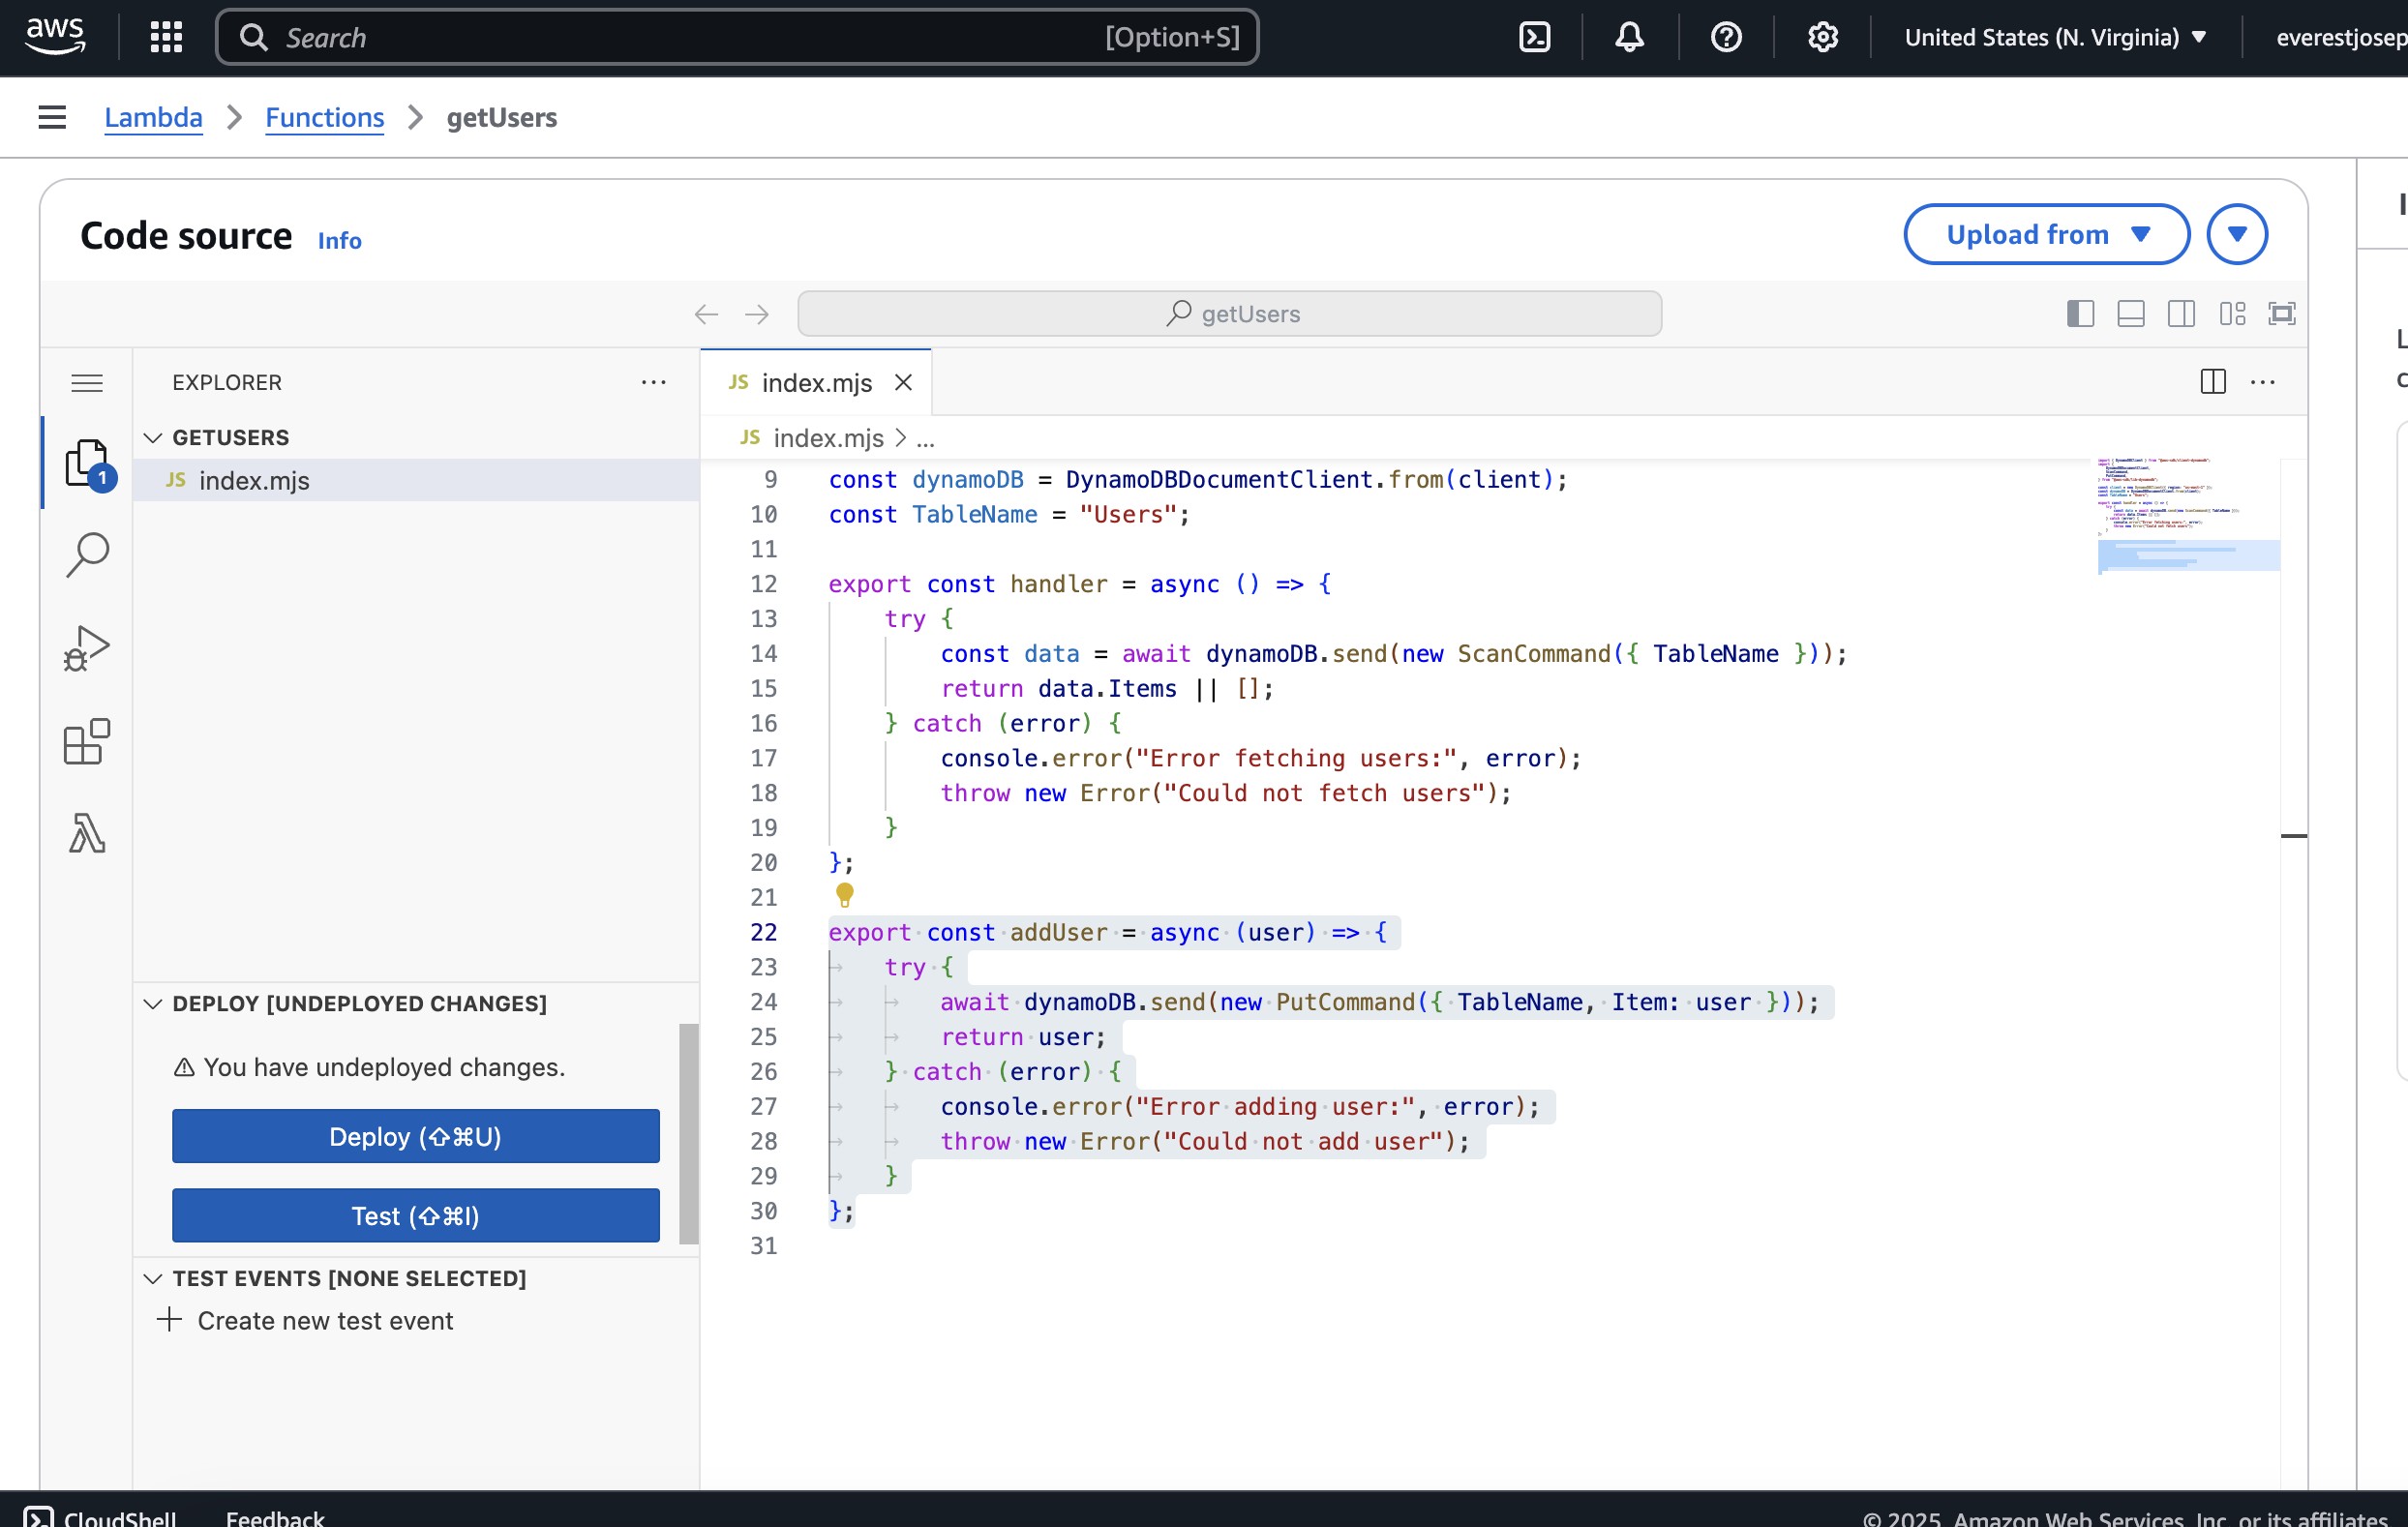 aws
Search
[Option+S]
United States (N. Virginia)
everestjosep
Lambda
Functions
getUsers
Code source
Info
Upload from
getUsers
EXPLORER
GETUSERS
JS index.mjs
1
DEPLOY [UNDEPLOYED CHANGES]
You have undeployed changes.
Deploy (⇧⌘U)
Test (⇧⌘I)
TEST EVENTS [NONE SELECTED]
Create new test event
JS index.mjs
JS index.mjs > ...
9 const dynamoDB = DynamoDBDocumentClient.from(client);
10 const TableName = "Users";
11
12 export const handler = async () => {
13 try {
14 const data = await dynamoDB.send(new ScanCommand({ TableName }));
15 return data.Items || [];
16 } catch (error) {
17 console.error("Error fetching users:", error);
18 throw new Error("Could not fetch users");
19 }
20 };
21
22 export const addUser = async (user) => {
23 try {
24 await dynamoDB.send(new PutCommand({ TableName, Item: user }));
25 return user;
26 } catch (error) {
27 console.error("Error adding user:", error);
28 throw new Error("Could not add user");
29 }
30 };
31
CloudShell
Feedback
© 2025, Amazon Web Services, Inc. or its affiliates.